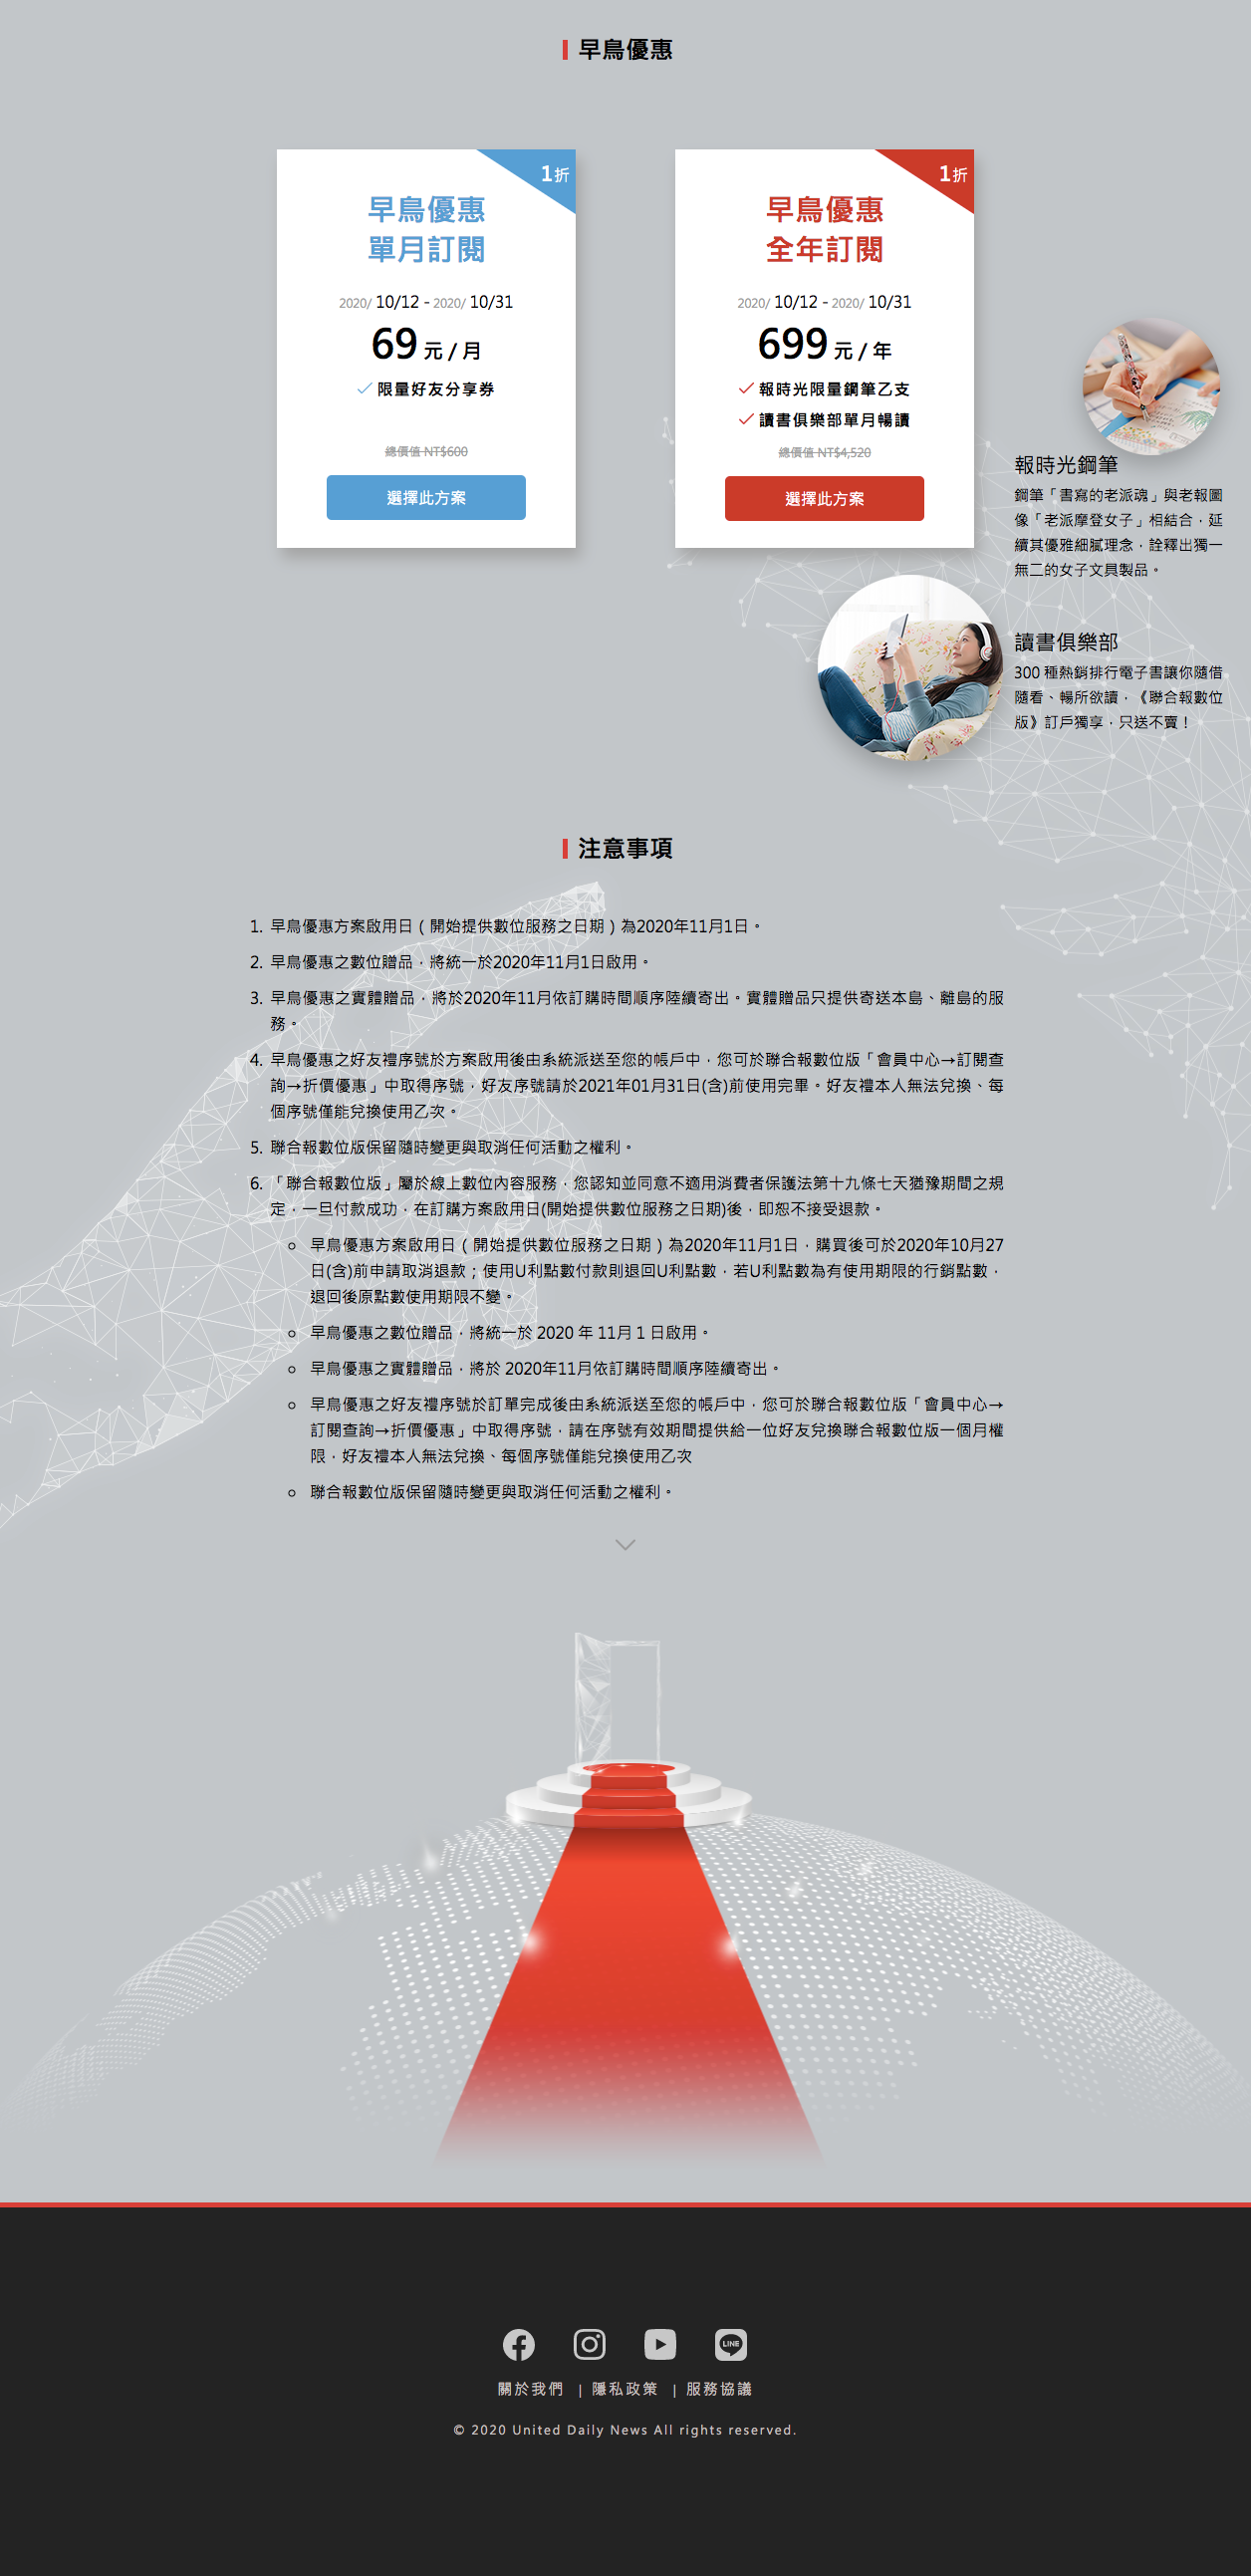 早鳥優惠
1折
早鳥優惠
單月訂閱
2020/ 10/12 - 2020/ 10/31
69 元 / 月
限量好友分享券
總價值 NT$600
選擇此方案
1折
早鳥優惠
全年訂閱
2020/ 10/12 - 2020/ 10/31
699 元 / 年
報時光限量鋼筆乙支
讀書俱樂部單月暢讀
總價值 NT$4,520
選擇此方案
報時光鋼筆
鋼筆「書寫的老派魂」與老報圖
像「老派摩登女子」相結合，延
續其優雅細膩理念，詮釋出獨一
無二的女子文具製品。
讀書俱樂部
300 種熱銷排行電子書讓你隨借
隨看、暢所欲讀，《聯合報數位
版》訂戶獨享，只送不賣！
注意事項
1. 早鳥優惠方案啟用日（開始提供數位服務之日期）為2020年11月1日。
2. 早鳥優惠之數位贈品，將統一於2020年11月1日啟用。
3. 早鳥優惠之實體贈品，將於2020年11月依訂購時間順序陸續寄出。實體贈品只提供寄送本島、離島的服
務。
4. 早鳥優惠之好友禮序號於方案啟用後由系統派送至您的帳戶中，您可於聯合報數位版「會員中心→訂閱查
詢→折價優惠」中取得序號，好友序號請於2021年01月31日(含)前使用完畢。好友禮本人無法兌換、每
個序號僅能兌換使用乙次。
5. 聯合報數位版保留隨時變更與取消任何活動之權利。
6. 「聯合報數位版」屬於線上數位內容服務，您認知並同意不適用消費者保護法第十九條七天猶豫期間之規
定，一旦付款成功，在訂購方案啟用日(開始提供數位服務之日期)後，即恕不接受退款。
早鳥優惠方案啟用日（開始提供數位服務之日期）為2020年11月1日，購買後可於2020年10月27
日(含)前申請取消退款；使用U利點數付款則退回U利點數，若U利點數為有使用期限的行銷點數，
退回後原點數使用期限不變。
早鳥優惠之數位贈品，將統一於 2020 年 11月 1 日啟用。
早鳥優惠之實體贈品，將於 2020年11月依訂購時間順序陸續寄出。
早鳥優惠之好友禮序號於訂單完成後由系統派送至您的帳戶中，您可於聯合報數位版「會員中心→
訂閱查詢→折價優惠」中取得序號，請在序號有效期間提供給一位好友兌換聯合報數位版一個月權
限，好友禮本人無法兌換、每個序號僅能兌換使用乙次
聯合報數位版保留隨時變更與取消任何活動之權利。
LINE
關於我們 | 隱私政策 | 服務協議
© 2020 United Daily News All rights reserved.